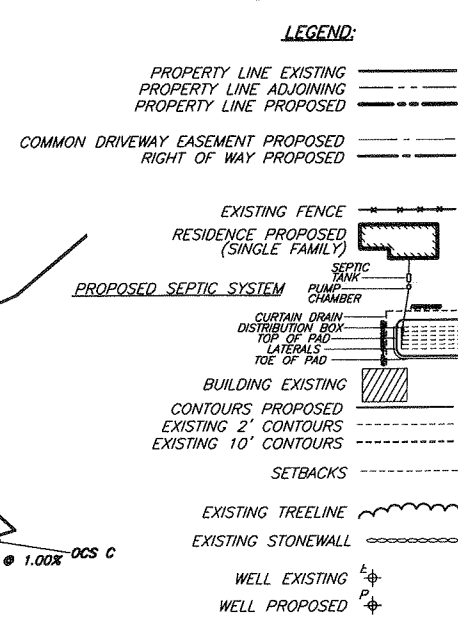 LEGEND:
PROPERTY LINE EXISTING
PROPERTY LINE ADJOINING
PROPERTY LINE PROPOSED
COMMON DRIVEWAY EASEMENT PROPOSED
RIGHT OF WAY PROPOSED
EXISTING FENCE
RESIDENCE PROPOSED
(SINGLE FAMILY)
SEPTIC
TANK
PROPOSED SEPTIC SYSTEM
PUMP
CHAMBER
CURTAIN DRAIN
DISTRIBUTION BOX
TOP OF PAD
LATERALS
TOE OF PAD
BUILDING EXISTING
CONTOURS PROPOSED
EXISTING 2' CONTOURS
EXISTING 10' CONTOURS
SETBACKS
EXISTING TREELINE
EXISTING STONEWALL
OCS C
@ 1.00%
WELL EXISTING E
WELL PROPOSED P